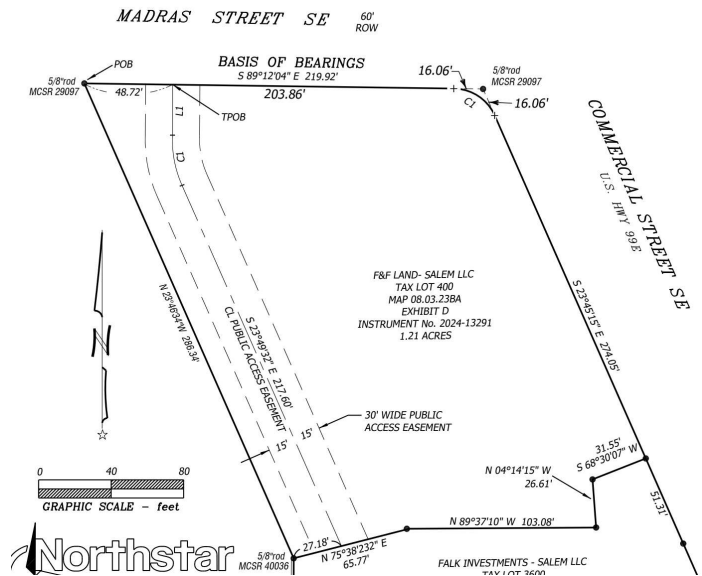 MADRAS STREET SE 60'
ROW
POB
BASIS OF BEARINGS
S 89°12'04" E 219.92'
5/8"rod
MCSR 29097
48.72'
203.86'
TPOB
16.06'
5/8"rod
MCSR 29097
16.06'
C1
L1
C1
COMMERCIAL STREET SE
U.S. HWY 99E
N 23°46'34"W 286.34'
S 23°49'32" E 217.60'
CL PUBLIC ACCESS EASEMENT
F&F LAND- SALEM LLC
TAX LOT 400
MAP 08.03.23BA
EXHIBIT D
INSTRUMENT No. 2024-13291
1.21 ACRES
S 23°45'15" E 274.05'
N
30' WIDE PUBLIC
ACCESS EASEMENT
15' 15'
0 40 80
GRAPHIC SCALE - feet
31.55'
S 68°30'07" W
N 04°14'15" W
26.61'
51.31'
N 89°37'10" W 103.08'
27.18'
N 75°38'232" E
65.77'
5/8"rod
MCSR 40036
Northstar
FALK INVESTMENTS - SALEM LLC
TAX LOT 3600